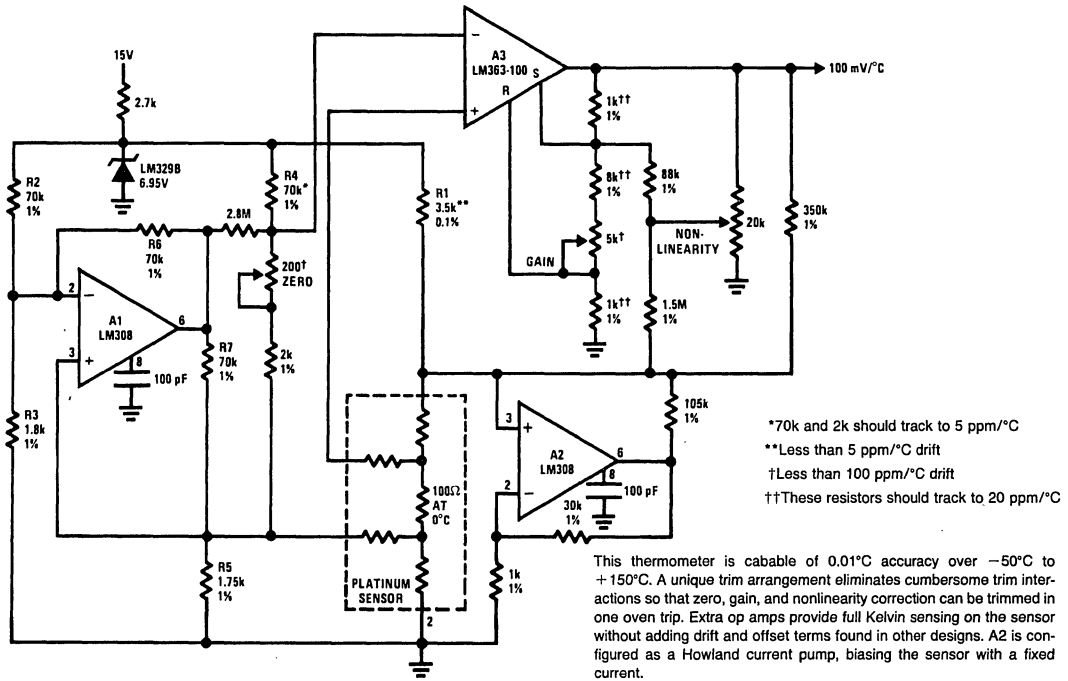 15V
2.7k
LM329B
6.95V
R2
70k
1%
R4
70k*
1%
2.8M
R6
70k
1%
200†
ZERO
2
3
A1
LM308
6
8
100 pF
R7
70k
1%
2k
1%
R3
1.8k
1%
R5
1.75k
1%
A3
LM363-100
−
+
R
S
100 mV/°C
1k††
1%
8k††
1%
5k†
GAIN
1k††
1%
88k
1%
NON-
LINEARITY
20k
350k
1%
1.5M
1%
R1
3.5k**
0.1%
100Ω
AT
0°C
PLATINUM
SENSOR
2
3
+
A2
LM308
2
−
6
8
100 pF
105k
1%
30k
1%
1k
1%
*70k and 2k should track to 5 ppm/°C
**Less than 5 ppm/°C drift
†Less than 100 ppm/°C drift
††These resistors should track to 20 ppm/°C
This thermometer is cabable of 0.01°C accuracy over −50°C to
+150°C. A unique trim arrangement eliminates cumbersome trim inter-
actions so that zero, gain, and nonlinearity correction can be trimmed in
one oven trip. Extra op amps provide full Kelvin sensing on the sensor
without adding drift and offset terms found in other designs. A2 is con-
figured as a Howland current pump, biasing the sensor with a fixed
current.